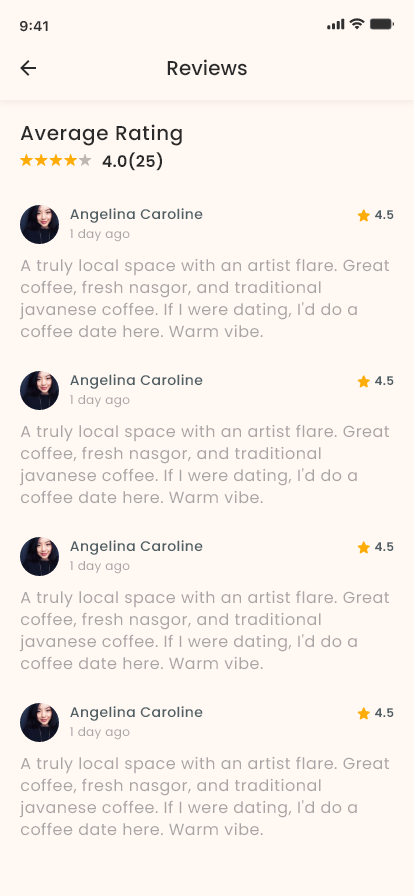 9:41
Reviews
Average Rating
4.0(25)
Angelina Caroline
4.5
1 day ago
A truly local space with an artist flare. Great
coffee, fresh nasgor, and traditional
javanese coffee. If I were dating, I'd do a
coffee date here. Warm vibe.
Angelina Caroline
4.5
1 day ago
A truly local space with an artist flare. Great
coffee, fresh nasgor, and traditional
javanese coffee. If I were dating, I'd do a
coffee date here. Warm vibe.
Angelina Caroline
4.5
1 day ago
A truly local space with an artist flare. Great
coffee, fresh nasgor, and traditional
javanese coffee. If I were dating, I'd do a
coffee date here. Warm vibe.
Angelina Caroline
4.5
1 day ago
A truly local space with an artist flare. Great
coffee, fresh nasgor, and traditional
javanese coffee. If I were dating, I'd do a
coffee date here. Warm vibe.